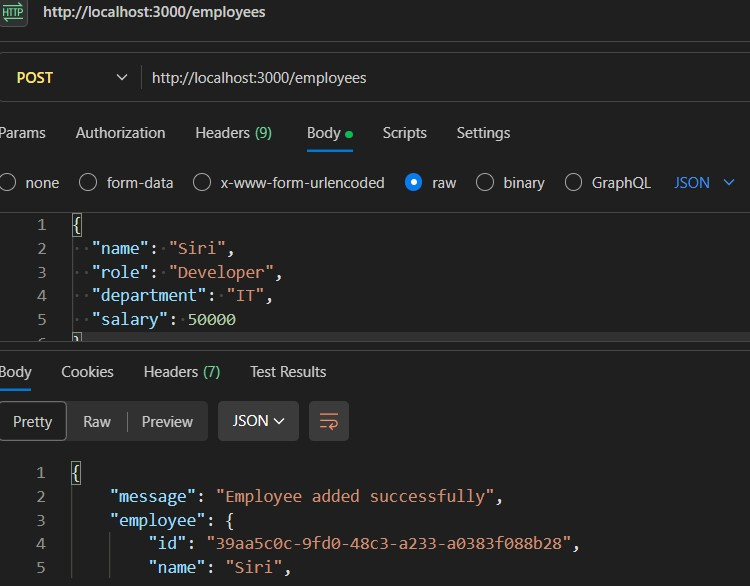 HTTP http://localhost:3000/employees
POST http://localhost:3000/employees
Params Authorization Headers (9) Body Scripts Settings
none form-data x-www-form-urlencoded raw binary GraphQL JSON
1 {
2 "name": "Siri",
3 "role": "Developer",
4 "department": "IT",
5 "salary": 50000
6 }
Body Cookies Headers (7) Test Results
Pretty Raw Preview JSON
1 {
2 "message": "Employee added successfully",
3 "employee": {
4 "id": "39aa5c0c-9fd0-48c3-a233-a0383f088b28",
5 "name": "Siri",